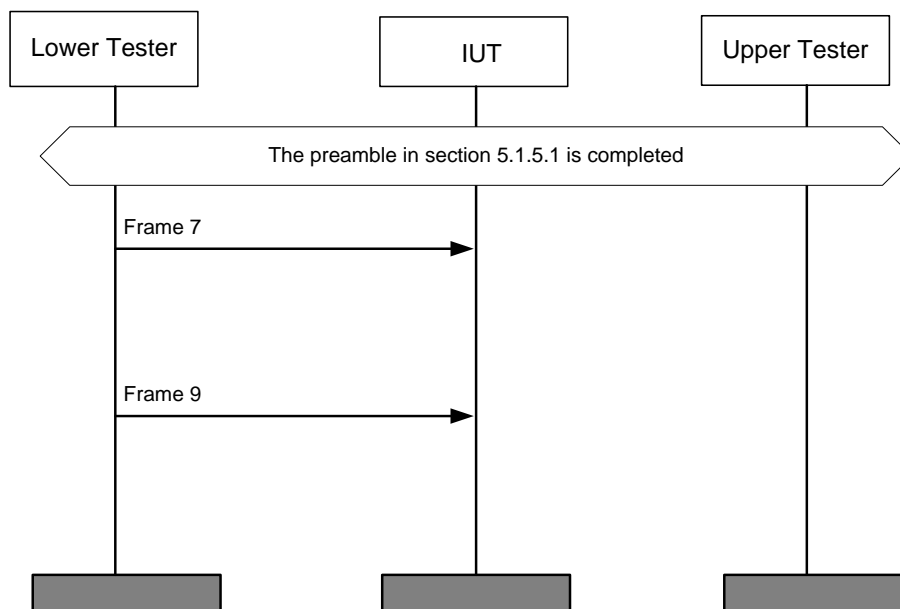 Lower Tester
IUT
Upper Tester
The preamble in section 5.1.5.1 is completed
Frame 7
Frame 9